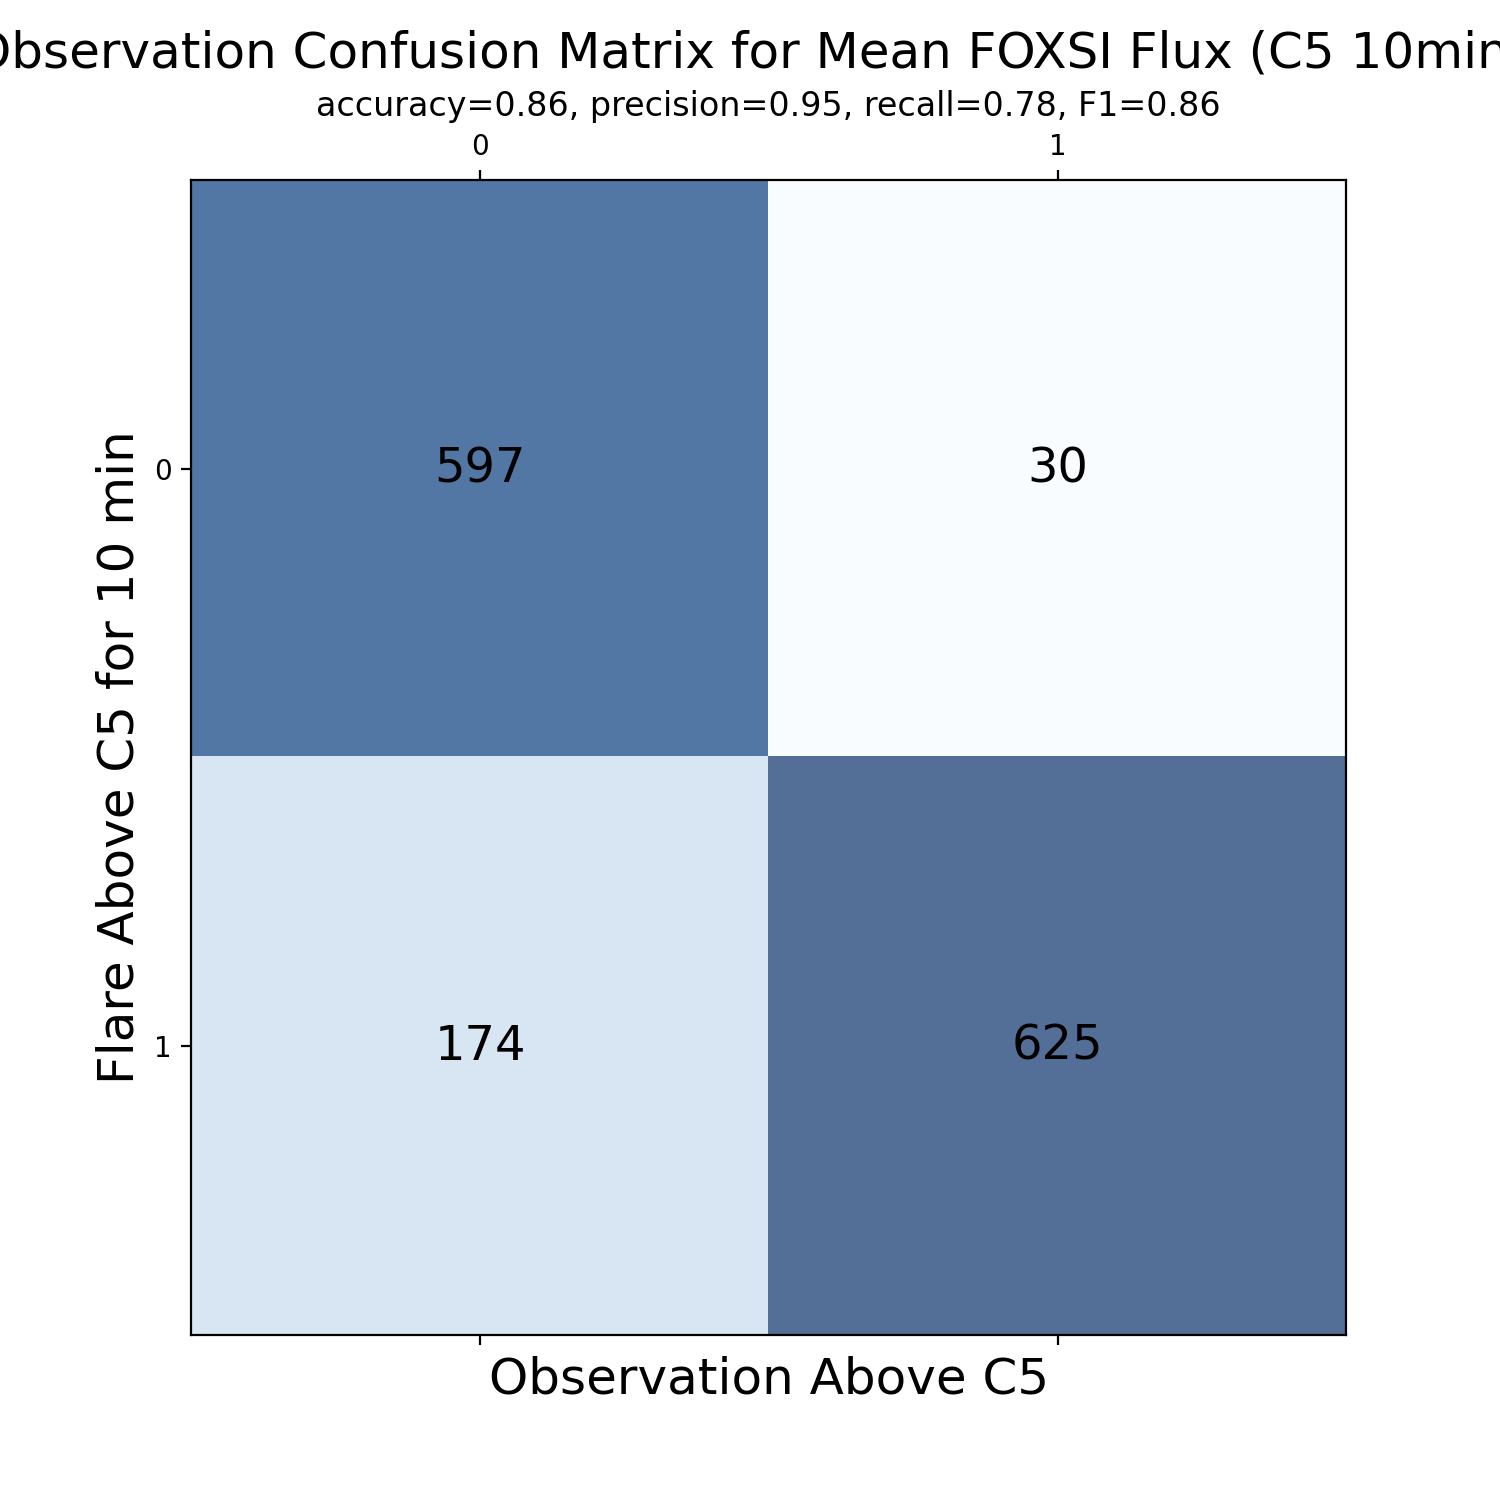 Observation Confusion Matrix for Mean FOXSI Flux (C5 10min
accuracy=0.86, precision=0.95, recall=0.78, F1=0.86
0 1
Flare Above C5 for 10 min
0
597 30
1
174 625
Observation Above C5